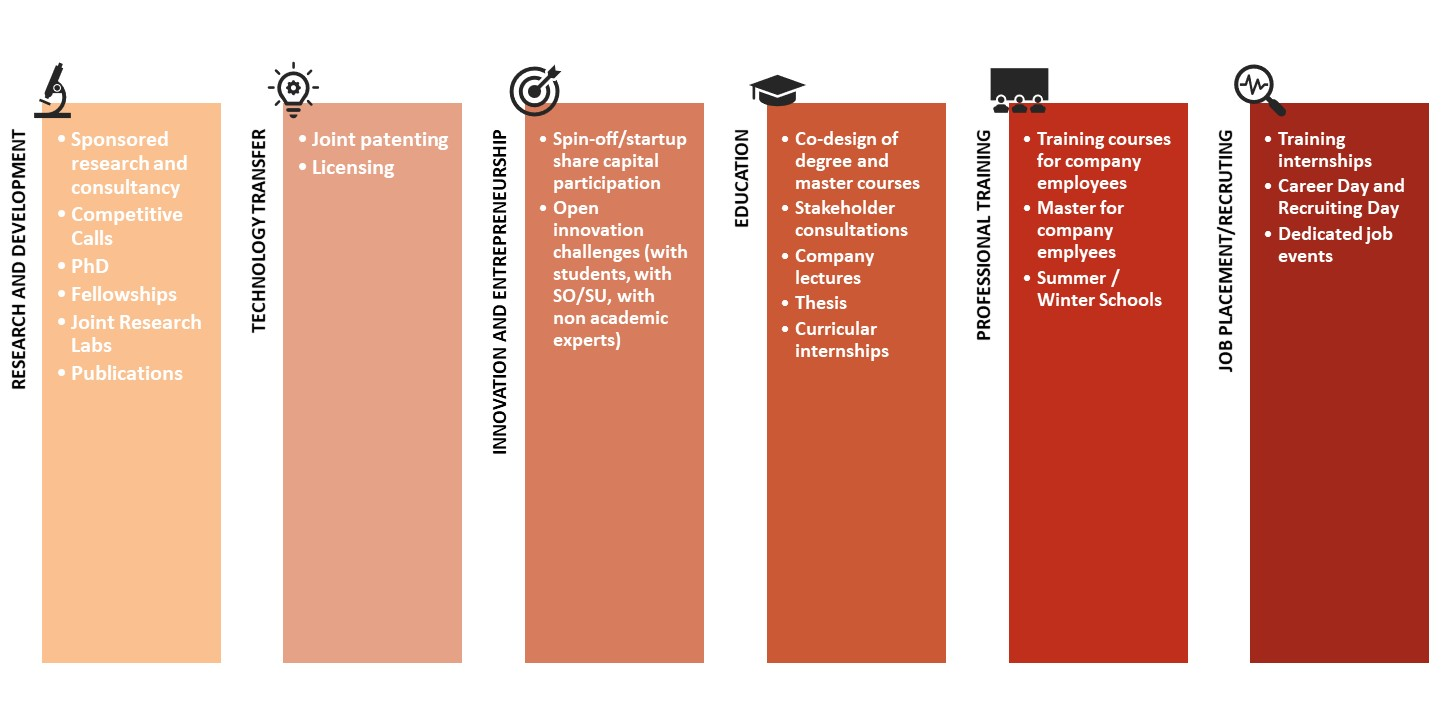 RESEARCH AND DEVELOPMENT
• Sponsored
research and
consultancy
• Competitive
Calls
• PhD
• Fellowships
• Joint Research
Labs
• Publications
TECHNOLOGY TRANSFER
• Joint patenting
• Licensing
INNOVATION AND ENTREPRENEURSHIP
• Spin-off/startup
share capital
participation
• Open
innovation
challenges (with
students, with
SO/SU, with
non academic
experts)
EDUCATION
• Co-design of
degree and
master courses
• Stakeholder
consultations
• Company
lectures
• Thesis
• Curricular
internships
PROFESSIONAL TRAINING
• Training courses
for company
employees
• Master for
company
emplyees
• Summer /
Winter Schools
JOB PLACEMENT/RECRUTING
• Training
internships
• Career Day and
Recruiting Day
• Dedicated job
events